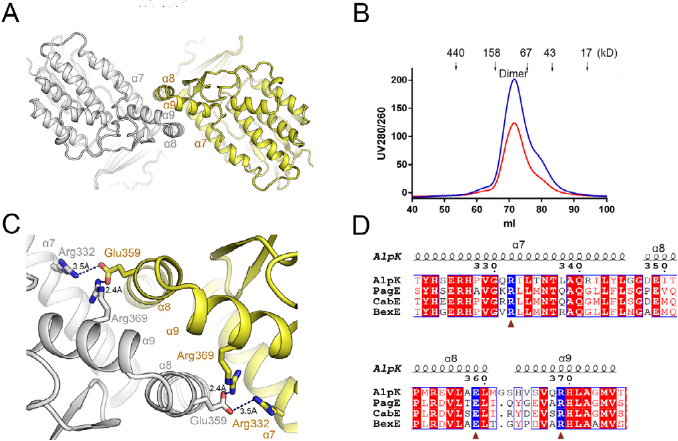 A
α7
α8
α9
α9
α8
α7
B
440
158
67
43
17 (kD)
Dimer
200
150
100
50
0
UV280/260
40
50
60
70
80
90
100
ml
C
α7
Arg332
Glu359
3.5A
2.4A
Arg369
α9
α8
α9
α8
Arg369
2.4A
Glu359
3.5A
Arg332
α7
D
α7
α8
AlpK
330
340
350
AlpK TYHSERHPVGQRILTNTLAQRILYLGGDEIT
PagE
CabE
BexE
α8
α9
AlpK
360
370
AlpK PMREVLAELMGSHVSVQRHLAGMVT
PagE
CabE
BexE